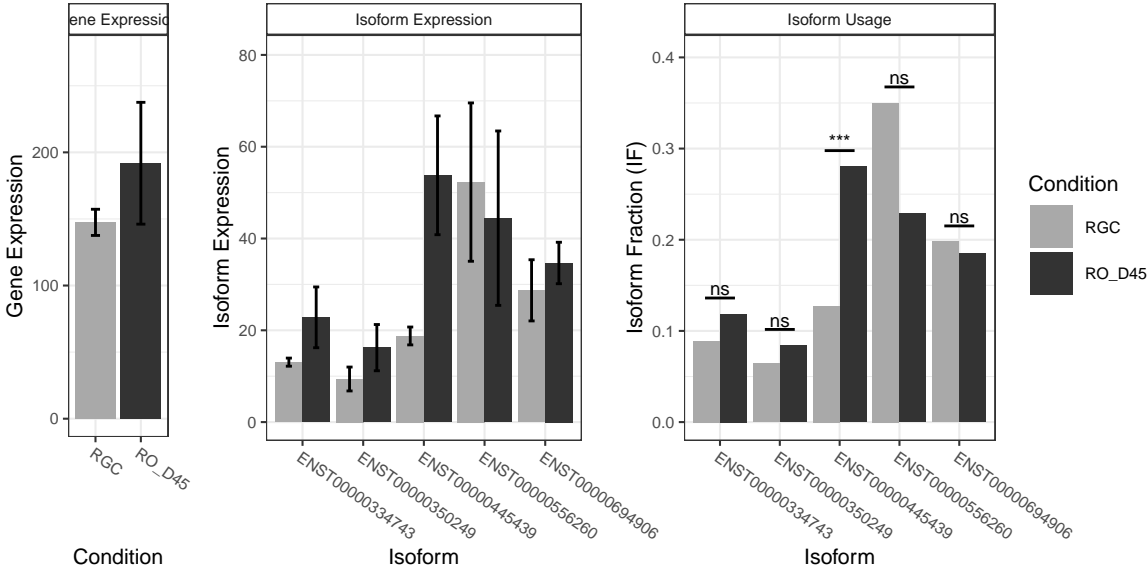 ene Expressio
Gene Expression
200
100
0
RGC
RO_D45
Condition
Isoform Expression
Isoform Expression
80
60
40
20
0
ENST00000334743
ENST00000350249
ENST00000445439
ENST00000556260
ENST00000694906
Isoform
Isoform Usage
Isoform Fraction (IF)
0.4
0.3
0.2
0.1
0.0
ns
ns
***
ns
ns
ENST00000334743
ENST00000350249
ENST00000445439
ENST00000556260
ENST00000694906
Isoform
Condition
RGC
RO_D45